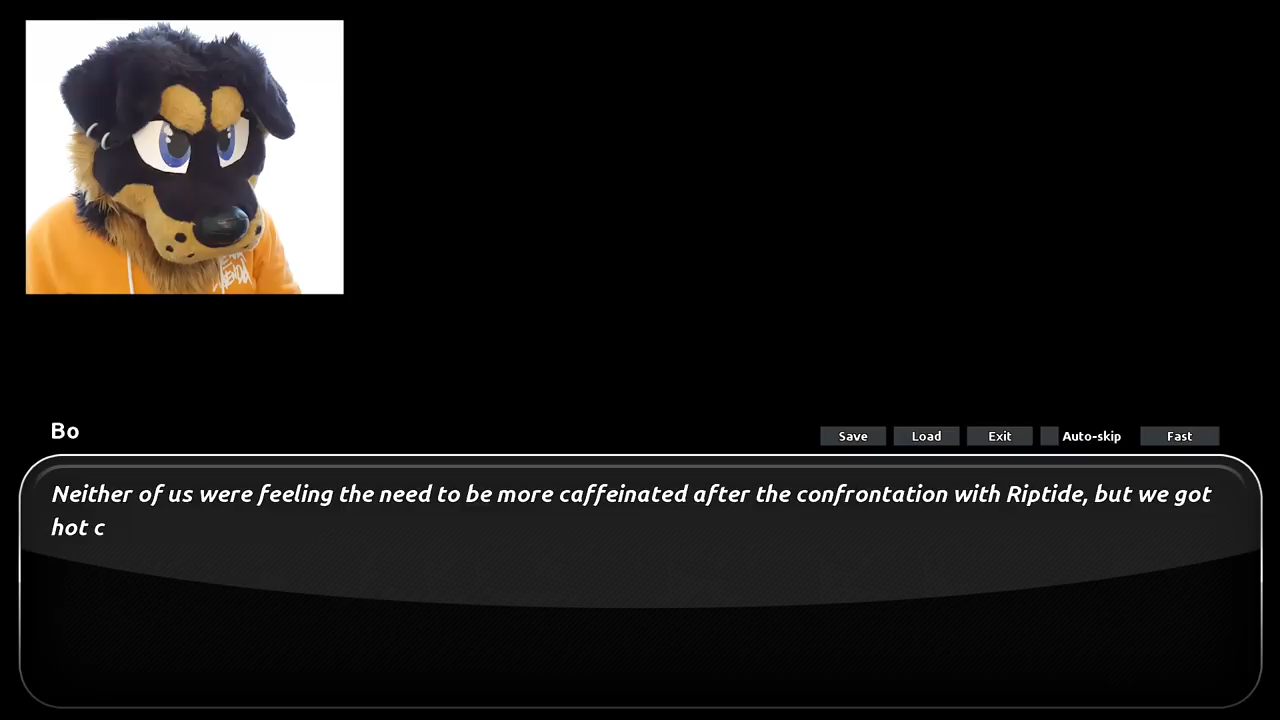 Bo
Save Load Exit Auto-skip Fast
Neither of us were feeling the need to be more caffeinated after the confrontation with Riptide, but we got
hot c